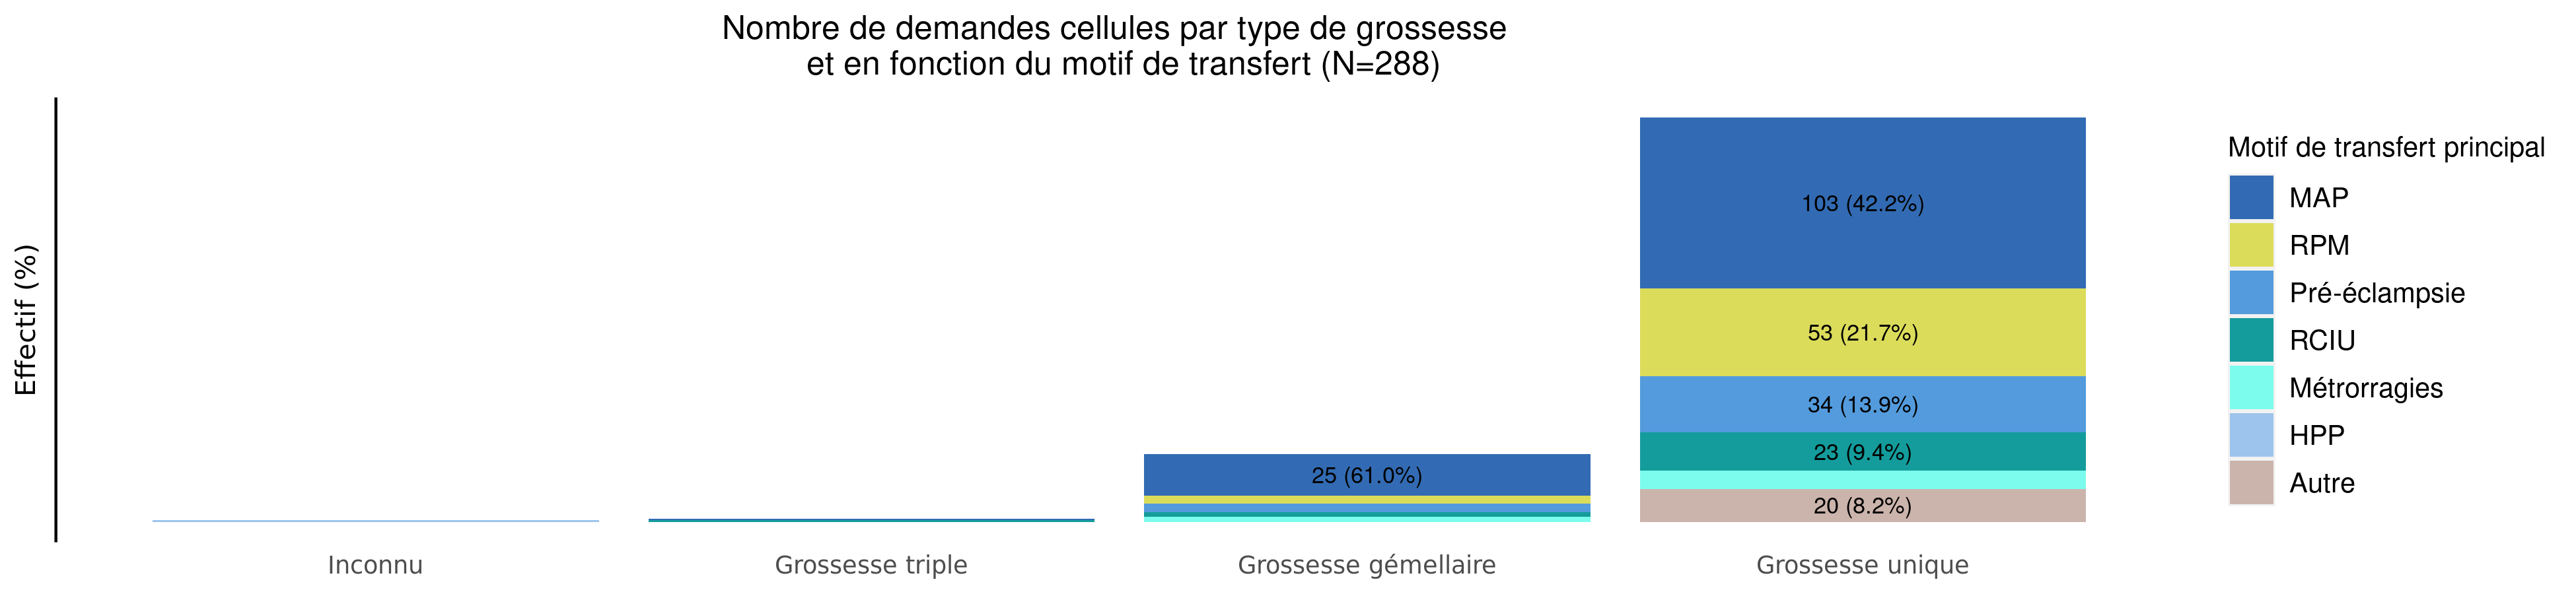 Nombre de demandes cellules par type de grossesse
et en fonction du motif de transfert (N=288)
Effectif (%)
103 (42.2%)
53 (21.7%)
34 (13.9%)
23 (9.4%)
20 (8.2%)
25 (61.0%)
Inconnu
Grossesse triple
Grossesse gémellaire
Grossesse unique
Motif de transfert principal
MAP
RPM
Pré-éclampsie
RCIU
Métrorragies
HPP
Autre